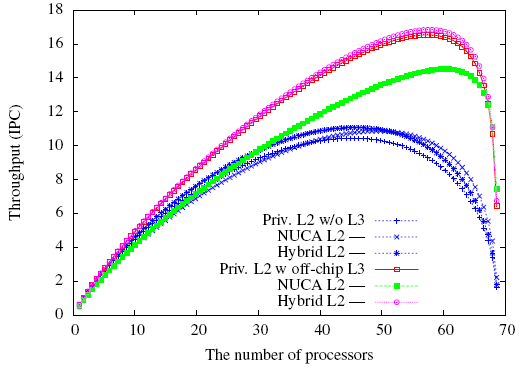 18
16
14
12
10
8
6
4
2
0
0 10 20 30 40 50 60 70
Throughput (IPC)
The number of processors
Priv. L2 w/o L3
NUCA L2 —
Hybrid L2 —
Priv. L2 w off-chip L3
NUCA L2 —
Hybrid L2 —